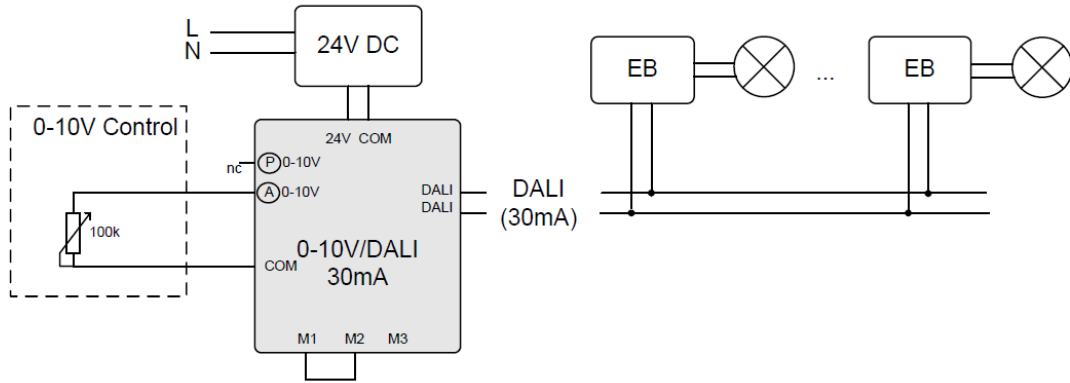 L
N
24V DC
EB
...
EB
0-10V Control
24V COM
nc
P 0-10V
A 0-10V
DALI
DALI
DALI
(30mA)
100k
0-10V/DALI
30mA
COM
M1 M2 M3